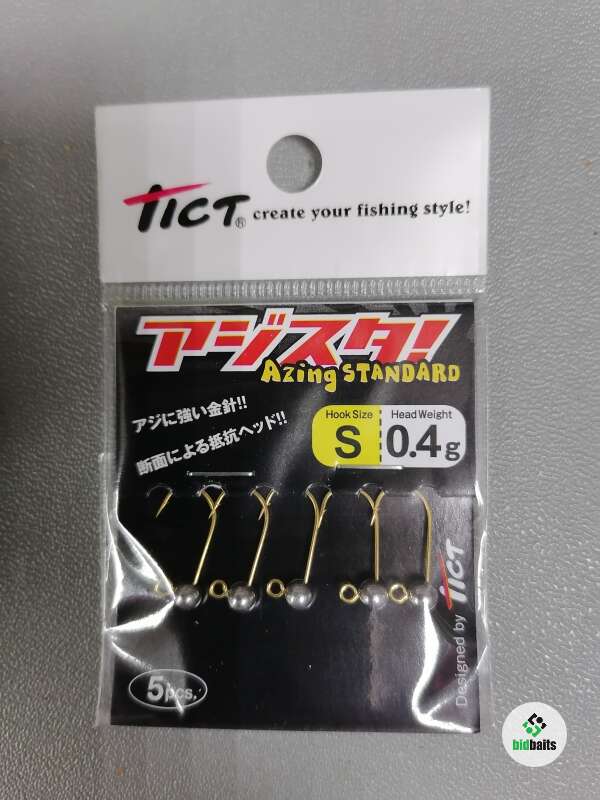 TICT® create your fishing style!
アジスタ!
Azing STANDARD
アジに強い金針!!
断面による抵抗ヘッド!!
Hook Size
S
Head Weight
0.4g
Designed by TICT
5pcs.
bidbaits